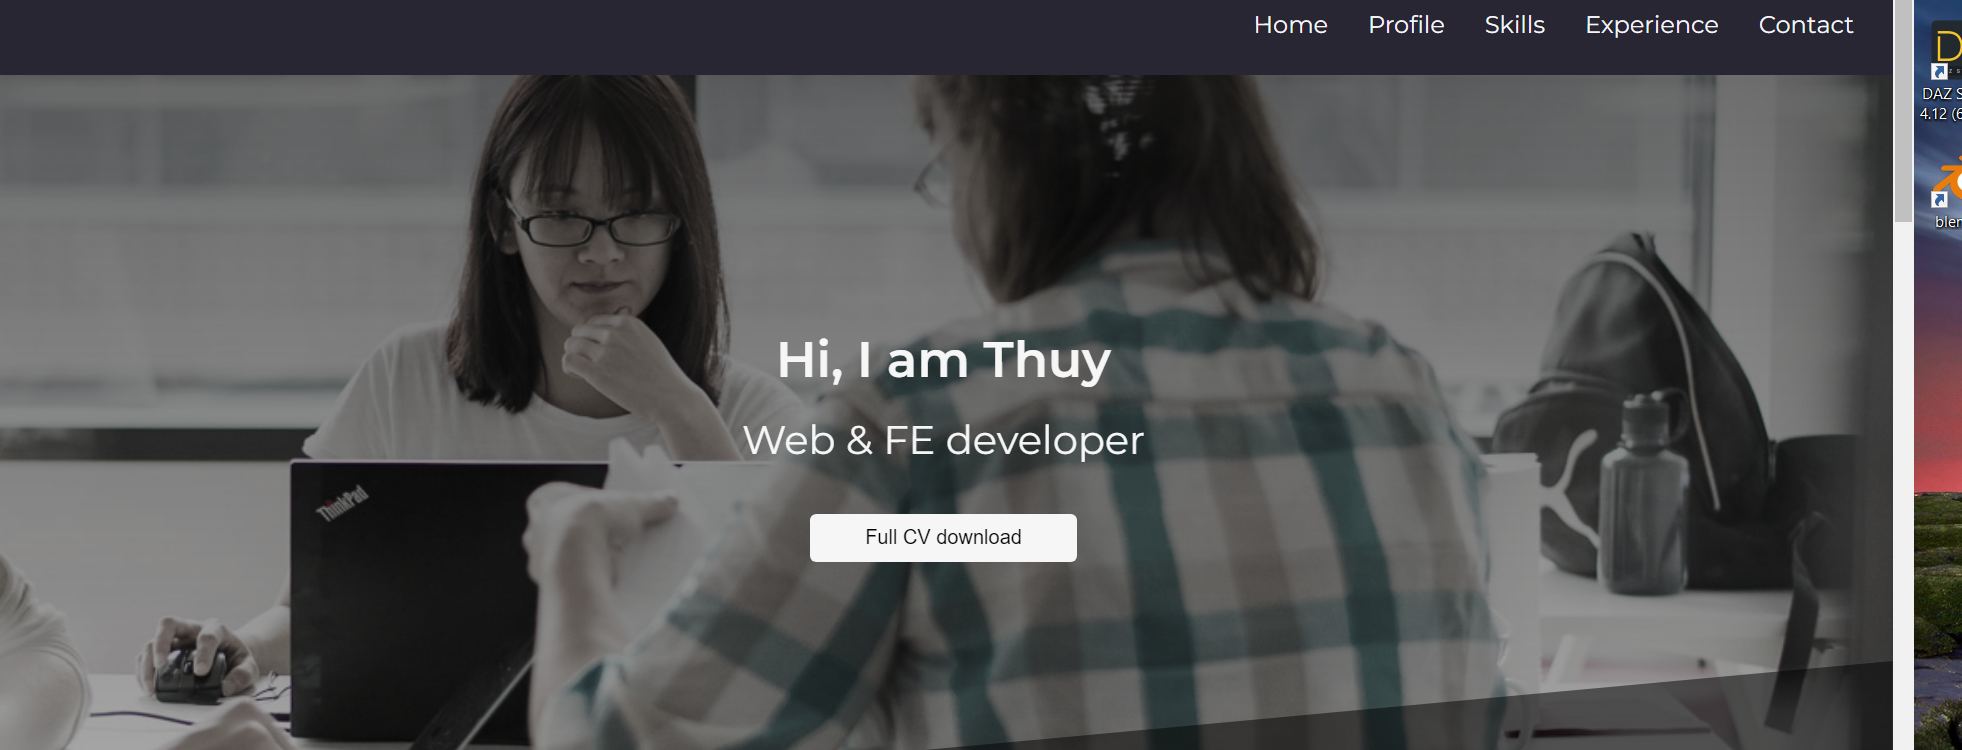 Home Profile Skills Experience Contact
Hi, I am Thuy
Web & FE developer
Full CV download
ThinkPad
DAZ S
4.12 (6
blen